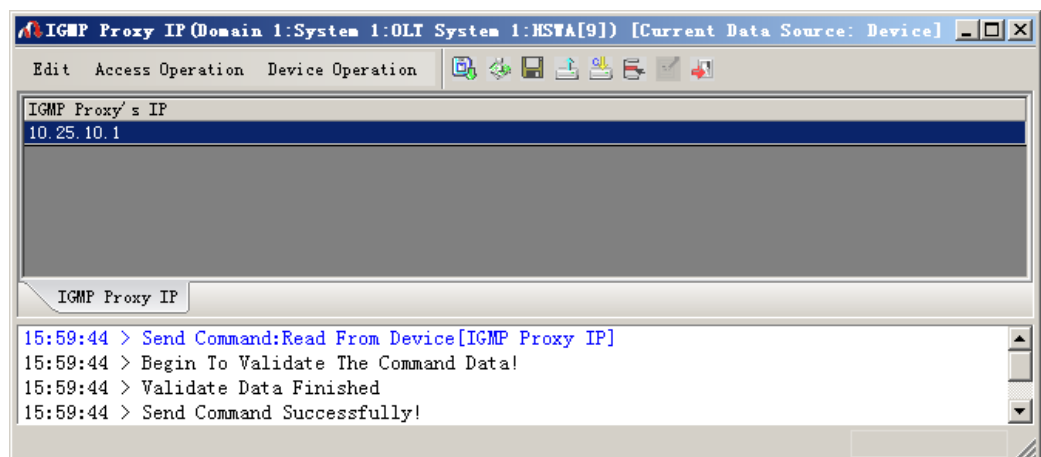 IGMP Proxy IP(Domain 1:System 1:OLT System 1:HSWA[9]) [Current Data Source: Device]
Edit Access Operation Device Operation
IGMP Proxy's IP
10.25.10.1
IGMP Proxy IP
15:59:44 > Send Command:Read From Device[IGMP Proxy IP]
15:59:44 > Begin To Validate The Command Data!
15:59:44 > Validate Data Finished
15:59:44 > Send Command Successfully!